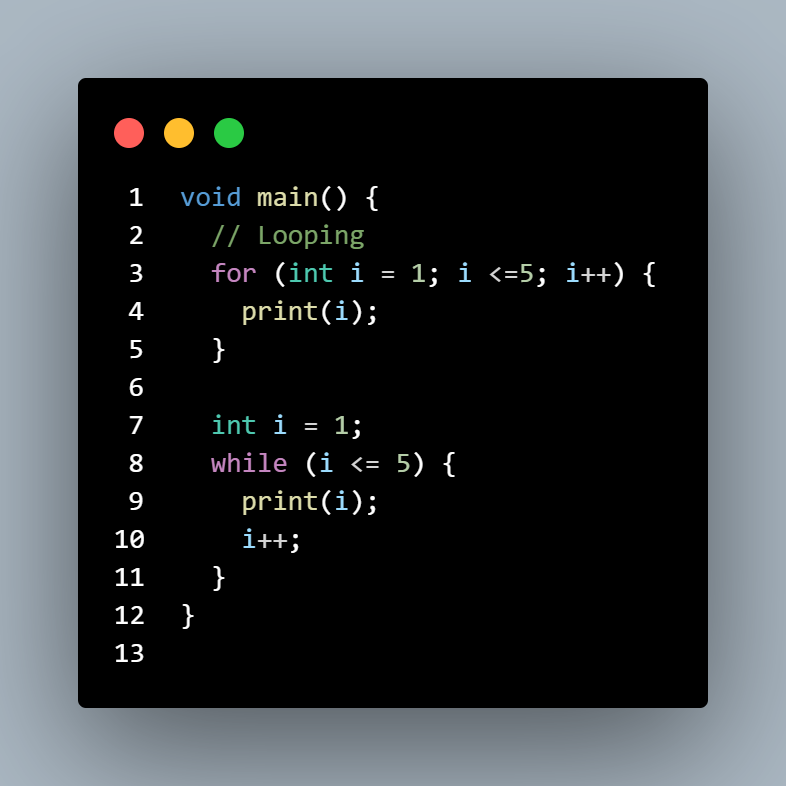 1 void main() {
2   // Looping
3   for (int i = 1; i <=5; i++) {
4     print(i);
5   }
6
7   int i = 1;
8   while (i <= 5) {
9     print(i);
10     i++;
11   }
12 }
13